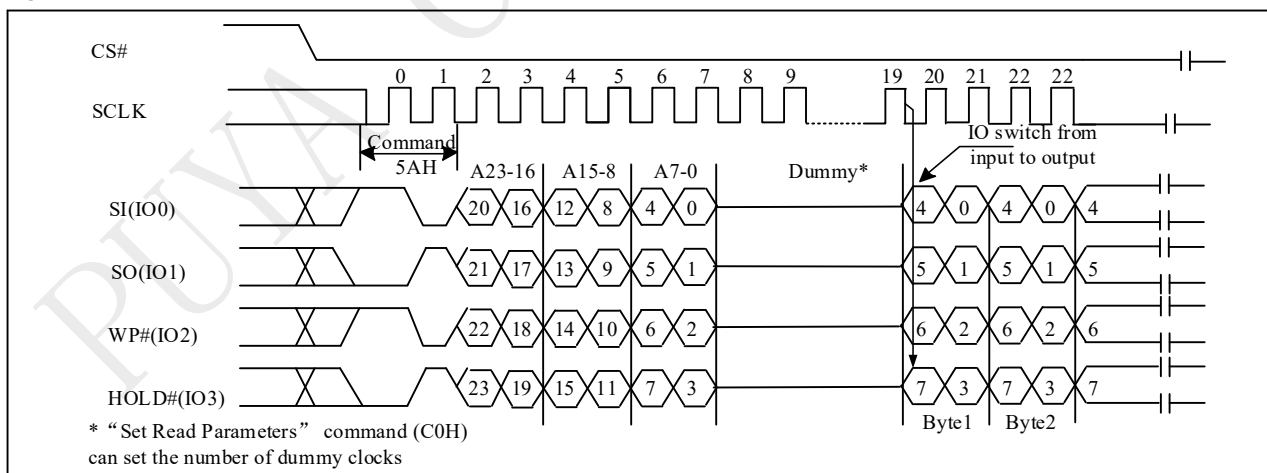 CS#
0 1 2 3 4 5 6 7 8 9 19 20 21 22 22
SCLK
Command
5AH
IO switch from
input to output
A23-16 A15-8 A7-0 Dummy*
SI(IO0) 20 16 12 8 4 0 4 0 4 0 4
SO(IO1) 21 17 13 9 5 1 5 1 5 1 5
WP#(IO2) 22 18 14 10 6 2 6 2 6 2 6
HOLD#(IO3) 23 19 15 11 7 3 7 3 7 3 7
Byte1 Byte2
* “Set Read Parameters” command (C0H)
can set the number of dummy clocks
PUYA